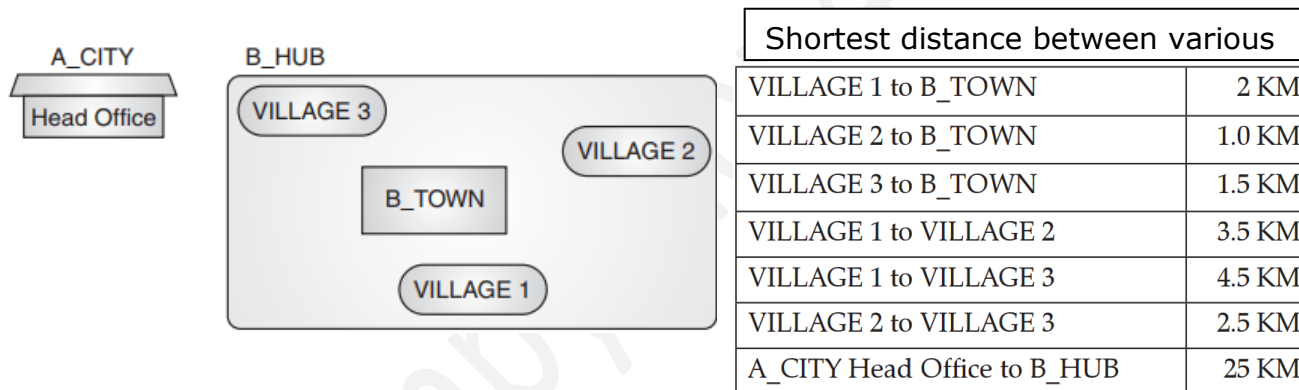 A_CITY
Head Office
B_HUB
VILLAGE 3
VILLAGE 2
B_TOWN
VILLAGE 1
Shortest distance between various
VILLAGE 1 to B_TOWN 2 KM
VILLAGE 2 to B_TOWN 1.0 KM
VILLAGE 3 to B_TOWN 1.5 KM
VILLAGE 1 to VILLAGE 2 3.5 KM
VILLAGE 1 to VILLAGE 3 4.5 KM
VILLAGE 2 to VILLAGE 3 2.5 KM
A_CITY Head Office to B_HUB 25 KM